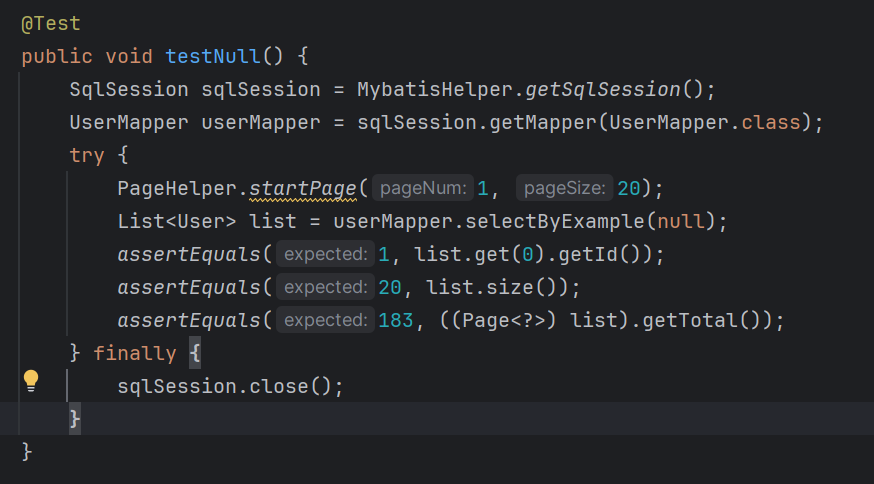 @Test
public void testNull() {
SqlSession sqlSession = MybatisHelper.getSqlSession();
UserMapper userMapper = sqlSession.getMapper(UserMapper.class);
try {
PageHelper.startPage( pageNum: 1, pageSize: 20);
List<User> list = userMapper.selectByExample(null);
assertEquals( expected: 1, list.get(0).getId());
assertEquals( expected: 20, list.size());
assertEquals( expected: 183, ((Page<?>) list).getTotal());
} finally {
sqlSession.close();
}
}